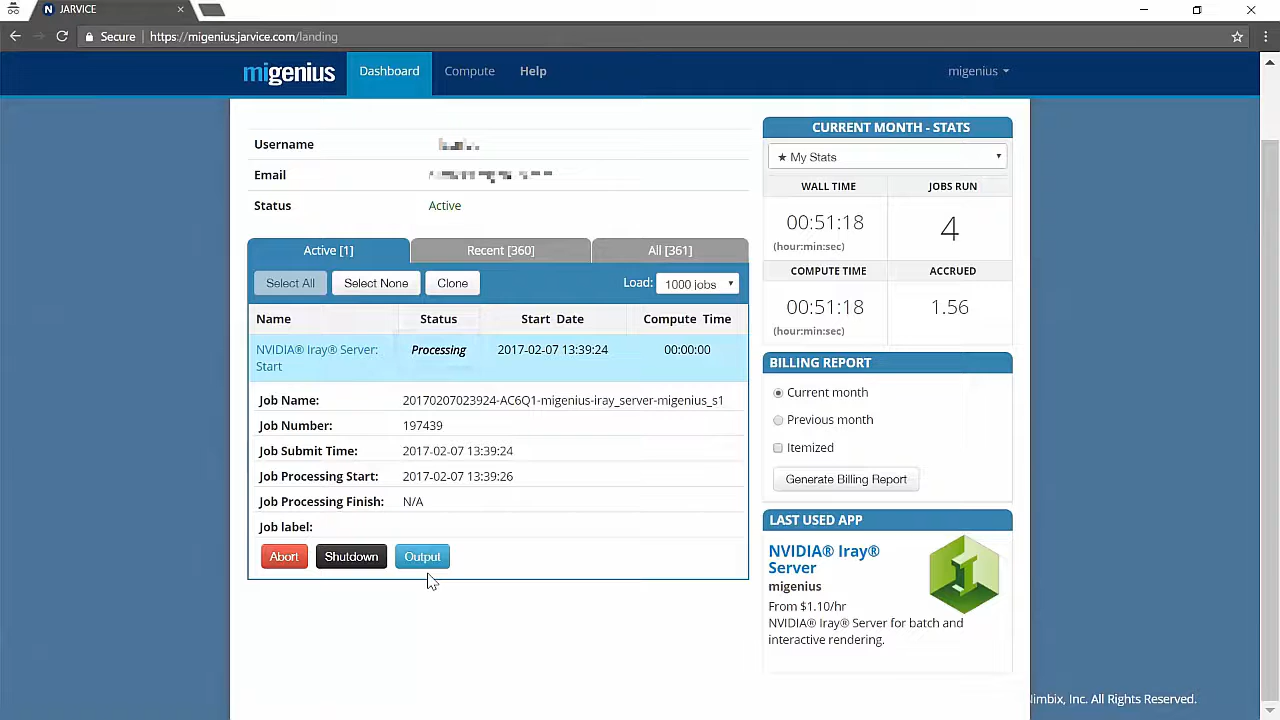 JARVICE
Secure https://migenius.jarvice.com/landing
migenius Dashboard Compute Help migenius
Username
Email
Status Active
Active [1] Recent [360] All [361]
Select All Select None Clone Load: 1000 jobs
Name Status Start Date Compute Time
NVIDIA® Iray® Server: Processing 2017-02-07 13:39:24 00:00:00
Start
Job Name: 20170207023924-AC6Q1-migenius-iray_server-migenius_s1
Job Number: 197439
Job Submit Time: 2017-02-07 13:39:24
Job Processing Start: 2017-02-07 13:39:26
Job Processing Finish: N/A
Job label:
Abort Shutdown Output
CURRENT MONTH - STATS
★ My Stats
WALL TIME JOBS RUN
00:51:18 4
(hour:min:sec)
COMPUTE TIME ACCRUED
00:51:18 1.56
(hour:min:sec)
BILLING REPORT
Current month
Previous month
Itemized
Generate Billing Report
LAST USED APP
NVIDIA® Iray®
Server
migenius
From $1.10/hr
NVIDIA® Iray® Server for batch and
interactive rendering.
Nimbix, Inc. All Rights Reserved.